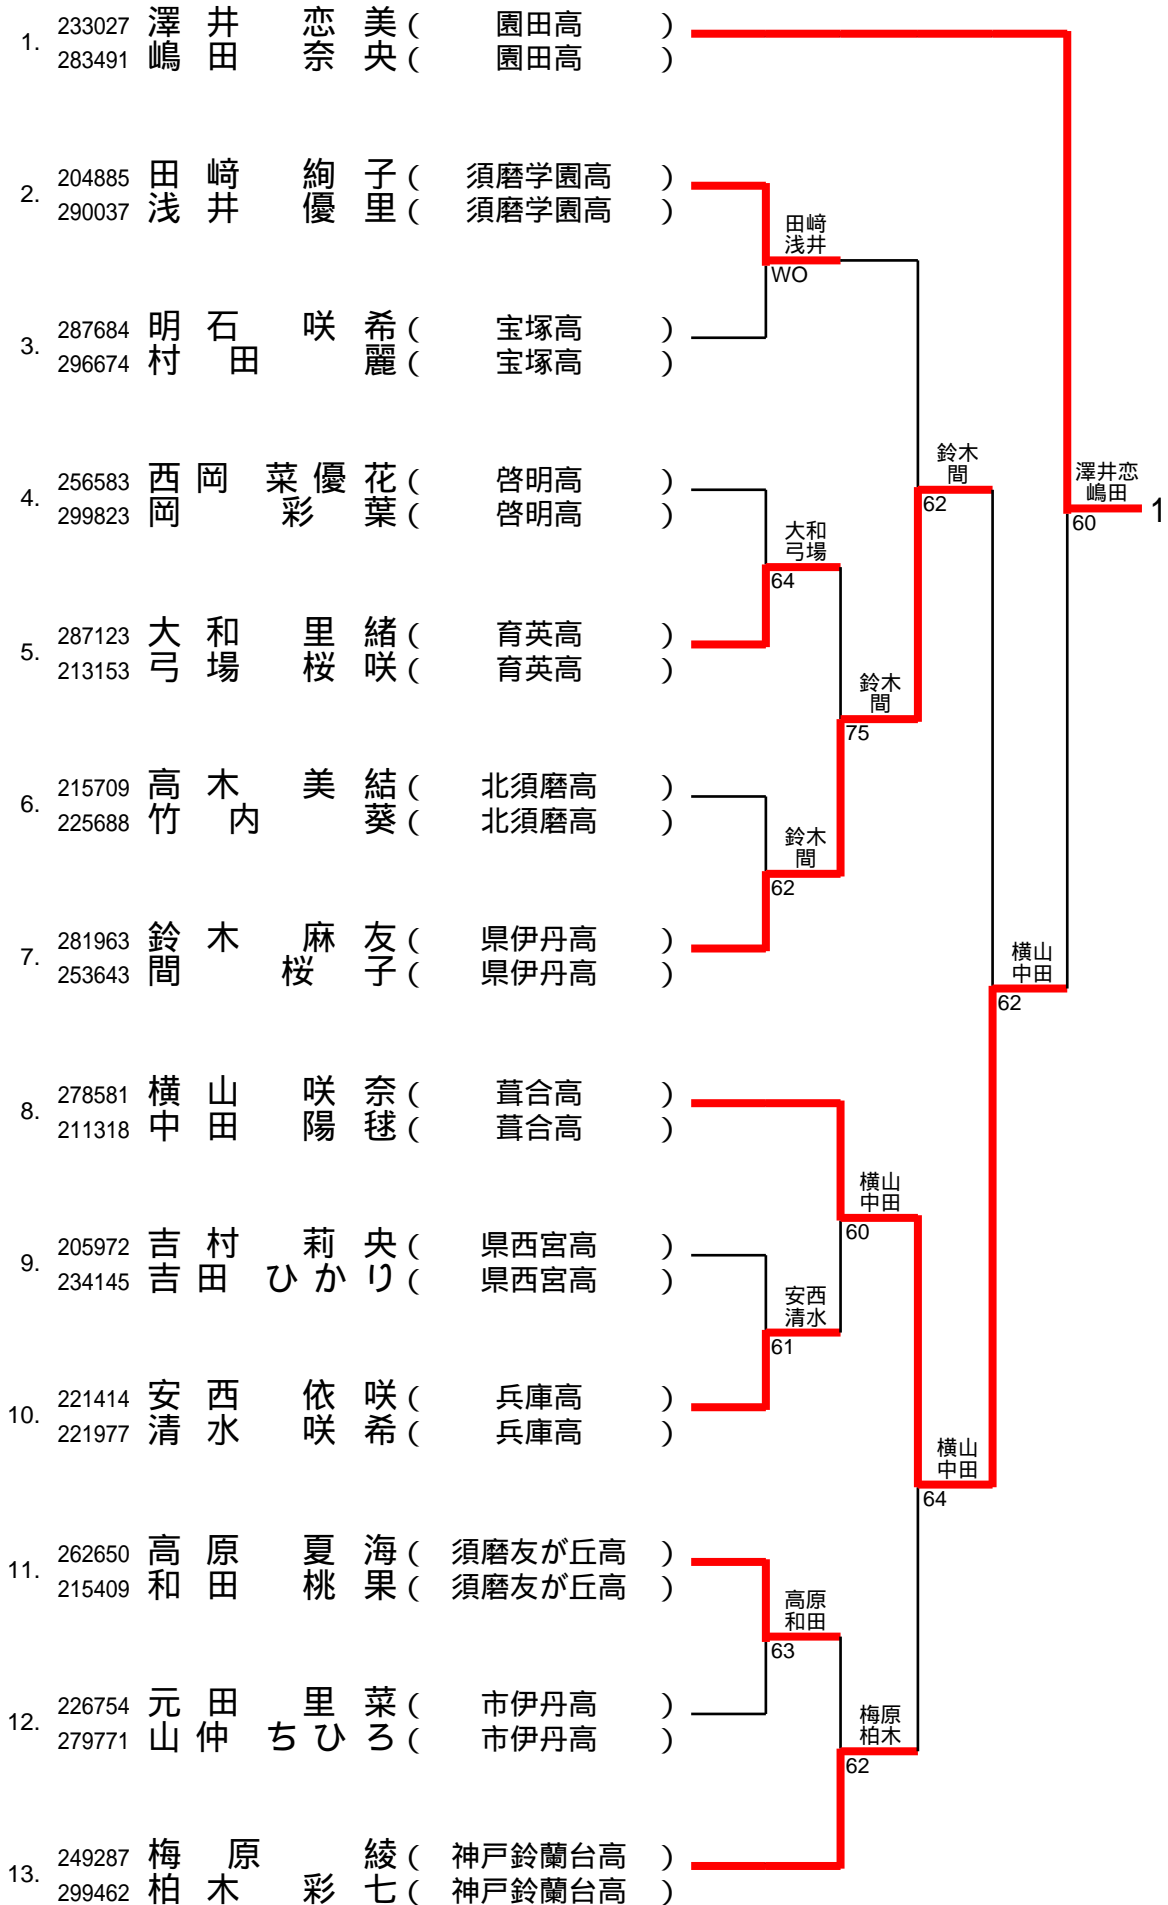 1. 233027 澤井 恋美 ( 園田高 )
283491 嶋田 奈央 ( 園田高 )
2. 204885 田﨑 絢子 ( 須磨学園高 )
290037 浅井 優里 ( 須磨学園高 )
田﨑
浅井
WO
3. 287684 明石 咲希 ( 宝塚高 )
296674 村田 麗 ( 宝塚高 )
4. 256583 西岡 菜優花 ( 啓明高 )
299823 岡 彩葉 ( 啓明高 )
大和
弓場
64
5. 287123 大和 里緒 ( 育英高 )
213153 弓場 桜咲 ( 育英高 )
鈴木
間
75
6. 215709 高木 美結 ( 北須磨高 )
225688 竹内 葵 ( 北須磨高 )
鈴木
間
62
7. 281963 鈴木 麻友 ( 県伊丹高 )
253643 間 桜子 ( 県伊丹高 )
鈴木
間
62
澤井恋
嶋田
60
1
横山
中田
62
8. 278581 横山 咲奈 ( 葺合高 )
211318 中田 陽毬 ( 葺合高 )
横山
中田
60
9. 205972 吉村 莉央 ( 県西宮高 )
234145 吉田 ひかり ( 県西宮高 )
安西
清水
61
10. 221414 安西 依咲 ( 兵庫高 )
221977 清水 咲希 ( 兵庫高 )
横山
中田
64
11. 262650 高原 夏海 ( 須磨友が丘高 )
215409 和田 桃果 ( 須磨友が丘高 )
高原
和田
63
12. 226754 元田 里菜 ( 市伊丹高 )
279771 山仲 ちひろ ( 市伊丹高 )
梅原
柏木
62
13. 249287 梅原 綾 ( 神戸鈴蘭台高 )
299462 柏木 彩七 ( 神戸鈴蘭台高 )